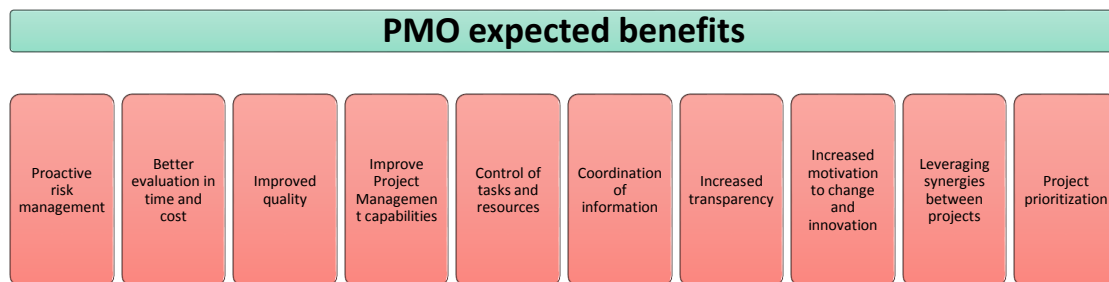 PMO expected benefits
Proactive
risk
management
Better
evaluation in
time and
cost
Improved
quality
Improve
Project
Managemen
t capabilities
Control of
tasks and
resources
Coordination
of
information
Increased
transparency
Increased
motivation
to change
and
innovation
Leveraging
synergies
between
projects
Project
prioritization